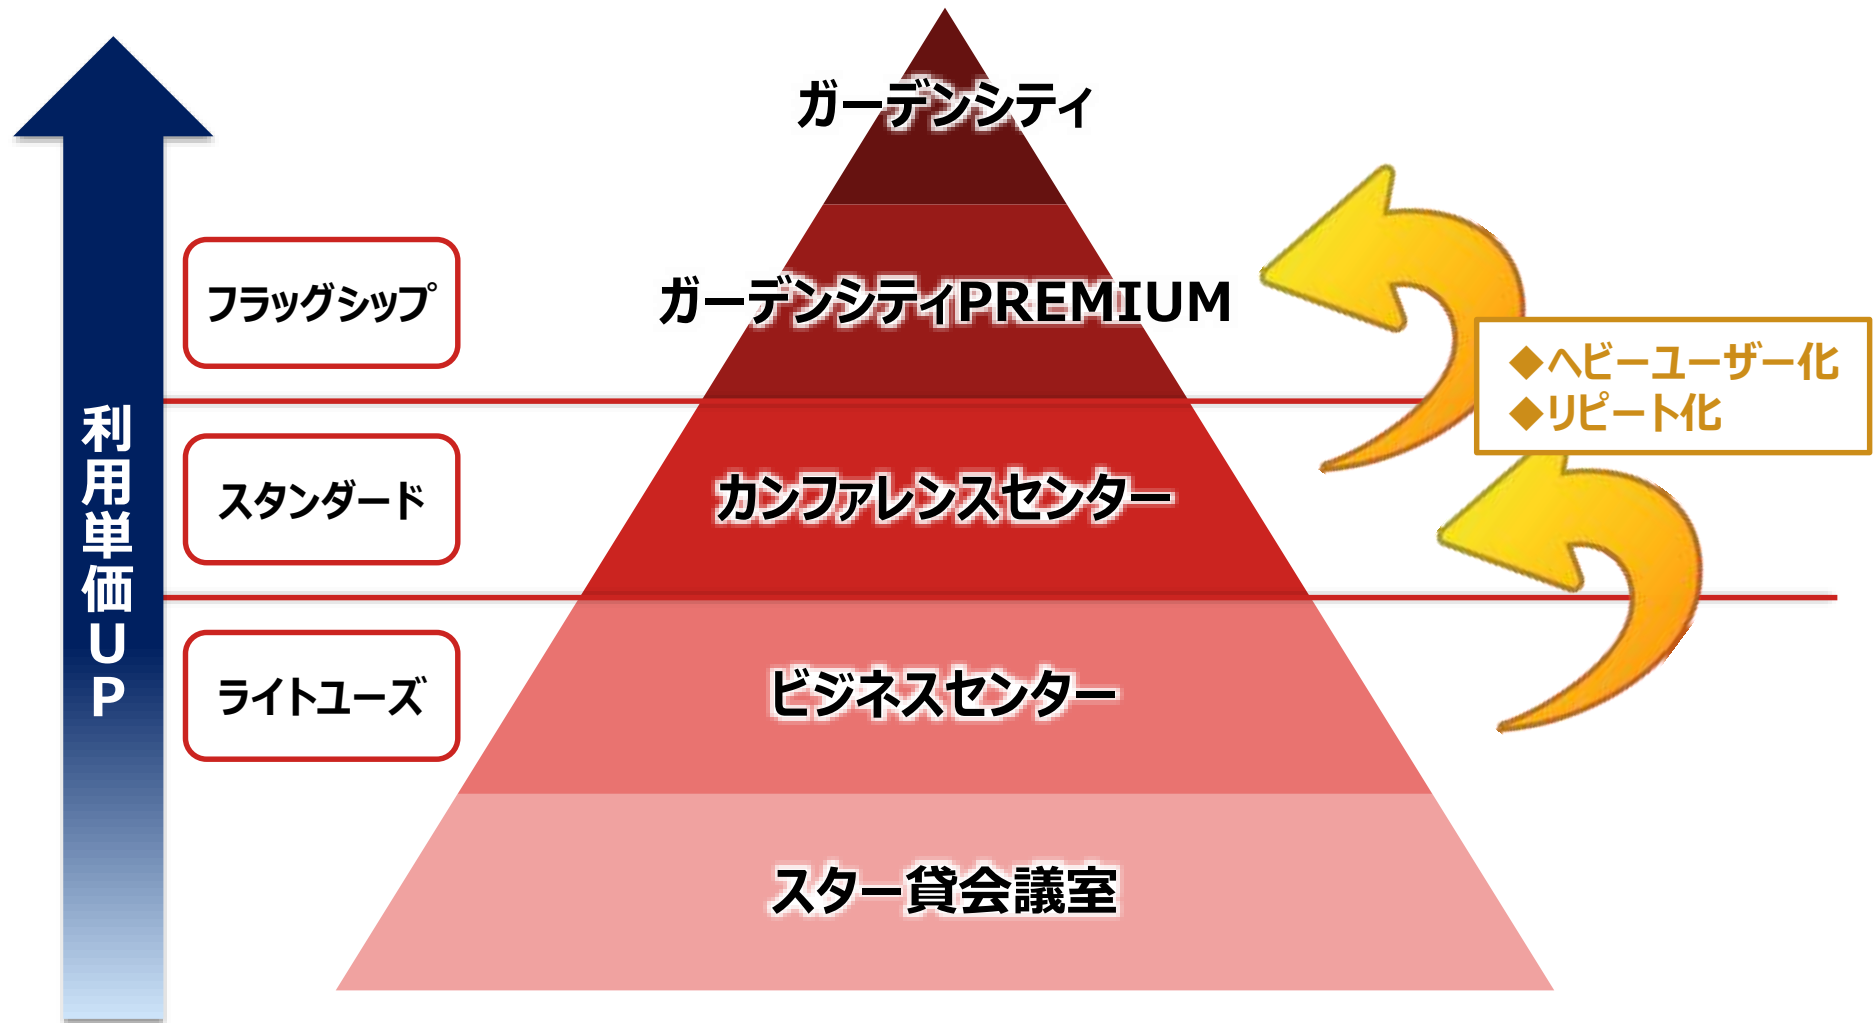 利用単価UP
ガーデンシティ
フラッグシップ
ガーデンシティPREMIUM
◆ヘビーユーザー化
◆リピート化
スタンダード
カンファレンスセンター
ライトユーズ
ビジネスセンター
スター貸会議室